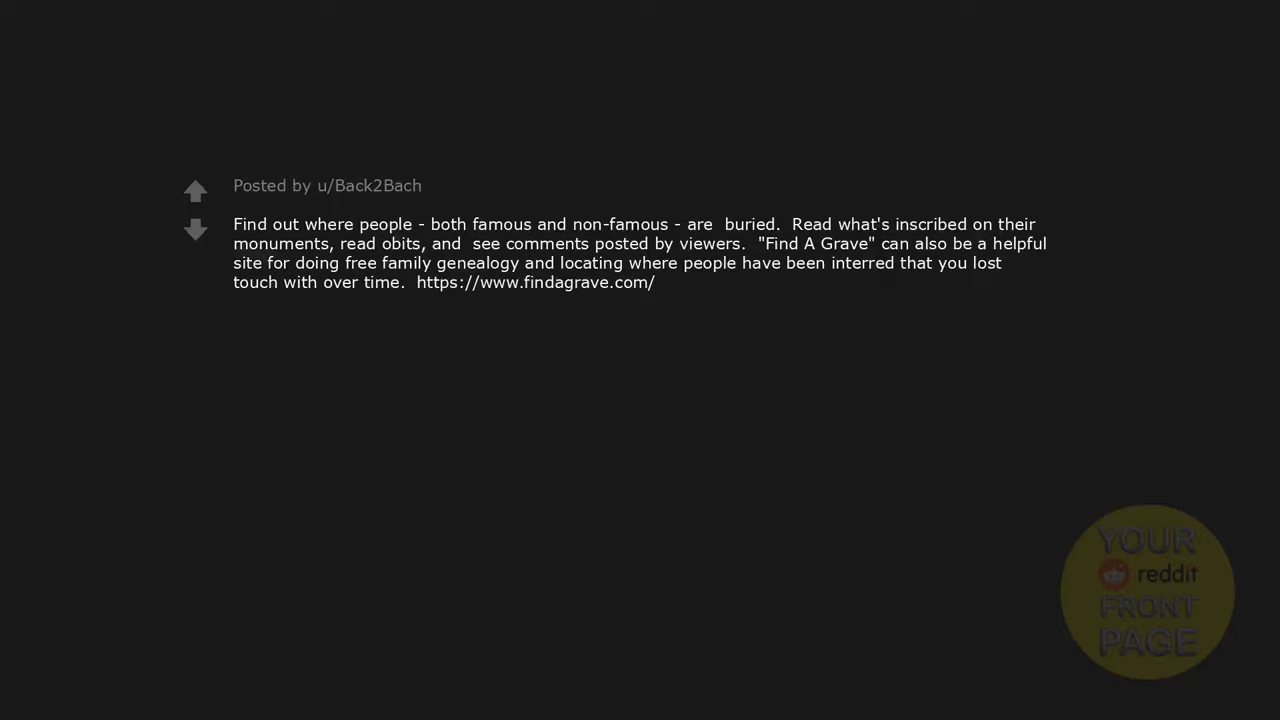 Posted by u/Back2Bach
Find out where people - both famous and non-famous - are  buried.  Read what's inscribed on their
monuments, read obits, and  see comments posted by viewers.  "Find A Grave" can also be a helpful
site for doing free family genealogy and locating where people have been interred that you lost
touch with over time.  https://www.findagrave.com/
YOUR
reddit
FRONT
PAGE